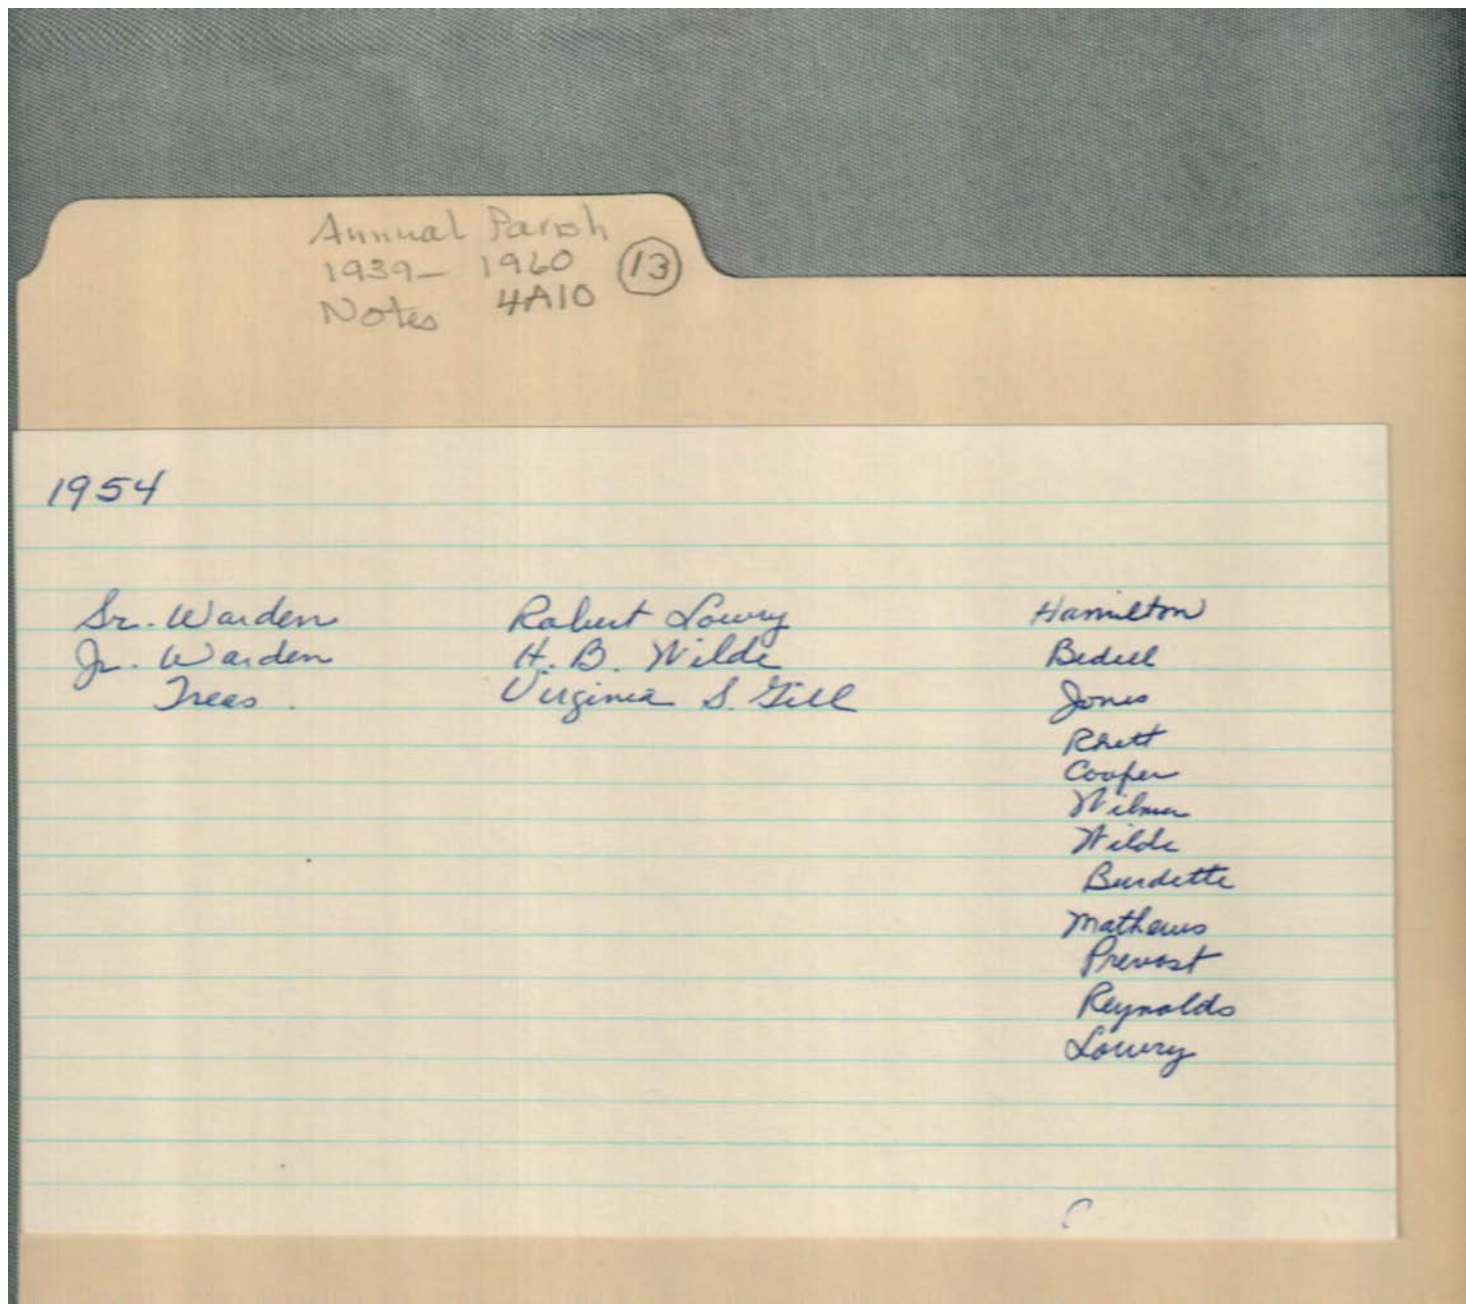 Annual Parish
1939- 1960 13
Notes 4A10
1954
Sr. Warden Robert Lowry Hamilton
Jr. Warden H. B. Wilde Bedell
Treas. Virginia S. Gill Jones
Rhett
Cooper
Wilmer
Wilde
Burdette
Mathews
Prevost
Reynolds
Lowry